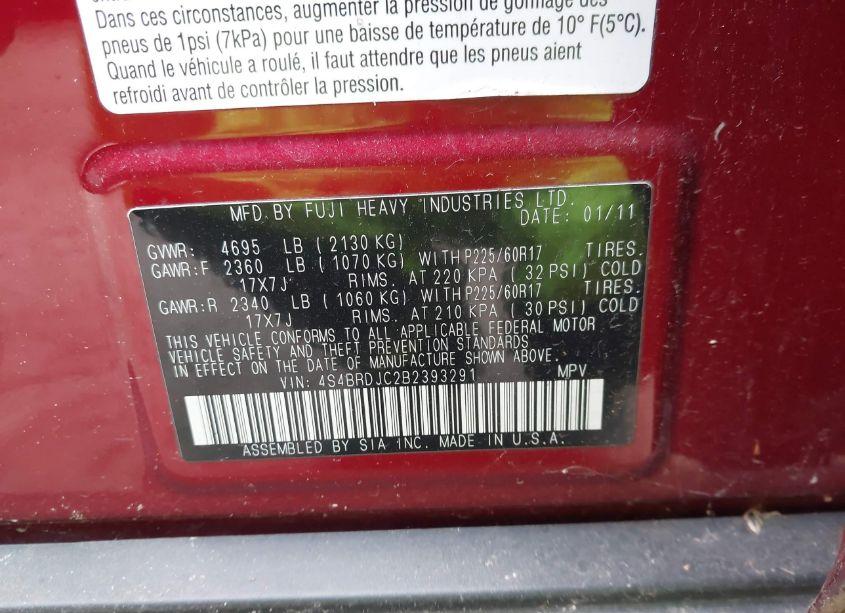 Dans ces circonstances, augmenter la pression de gonflage des
pneus de 1psi (7kPa) pour une baisse de température de 10° F(5°C).
Quand le véhicule a roulé, il faut attendre que les pneus aient
refroidi avant de contrôler la pression.
MFD. BY FUJI HEAVY INDUSTRIES LTD.
DATE: 01/11
GVWR: 4695 LB (2130 KG)
GAWR:F 2360 LB (1070 KG) WITH P225/60R17 TIRES.
17X7J RIMS. AT 220 KPA (32 PSI) COLD
GAWR:R 2340 LB (1060 KG) WITH P225/60R17 TIRES.
17X7J RIMS. AT 210 KPA (30 PSI) COLD
THIS VEHICLE CONFORMS TO ALL APPLICABLE FEDERAL MOTOR
VEHICLE SAFETY AND THEFT PREVENTION STANDARDS
IN EFFECT ON THE DATE OF MANUFACTURE SHOWN ABOVE.
VIN: 4S4BRDJC2B2393291 MPV
ASSEMBLED BY SIA INC. MADE IN U.S.A.